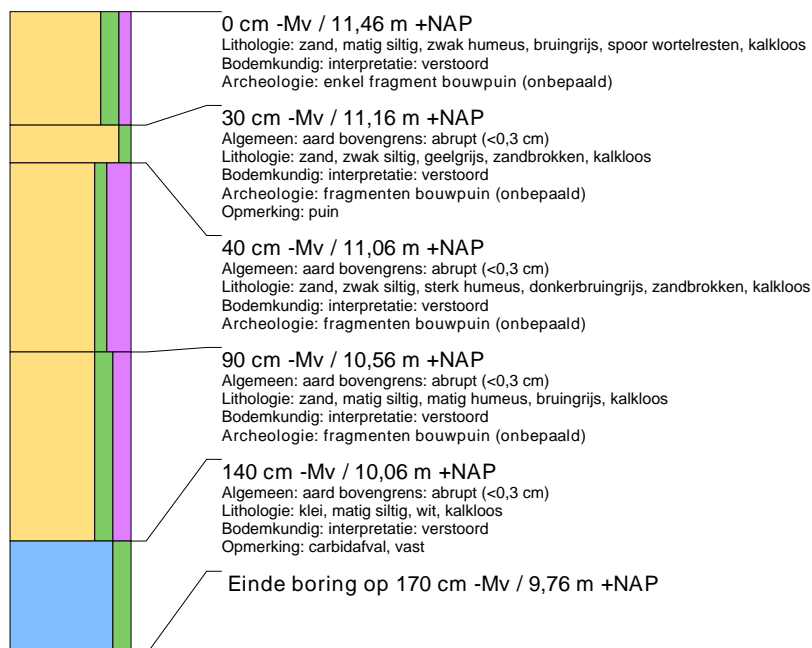 0 cm -Mv / 11,46 m +NAP
Lithologie: zand, matig siltig, zwak humeus, bruingrijs, spoor wortelresten, kalkloos
Bodemkundig: interpretatie: verstoord
Archeologie: enkel fragment bouwpuin (onbepaald)
30 cm -Mv / 11,16 m +NAP
Algemeen: aard bovengrens: abrupt (<0,3 cm)
Lithologie: zand, zwak siltig, geelgrijs, zandbrokken, kalkloos
Bodemkundig: interpretatie: verstoord
Archeologie: fragmenten bouwpuin (onbepaald)
Opmerking: puin
40 cm -Mv / 11,06 m +NAP
Algemeen: aard bovengrens: abrupt (<0,3 cm)
Lithologie: zand, zwak siltig, sterk humeus, donkerbruingrijs, zandbrokken, kalkloos
Bodemkundig: interpretatie: verstoord
Archeologie: fragmenten bouwpuin (onbepaald)
90 cm -Mv / 10,56 m +NAP
Algemeen: aard bovengrens: abrupt (<0,3 cm)
Lithologie: zand, matig siltig, matig humeus, bruingrijs, kalkloos
Bodemkundig: interpretatie: verstoord
Archeologie: fragmenten bouwpuin (onbepaald)
140 cm -Mv / 10,06 m +NAP
Algemeen: aard bovengrens: abrupt (<0,3 cm)
Lithologie: klei, matig siltig, wit, kalkloos
Bodemkundig: interpretatie: verstoord
Opmerking: carbidafval, vast
Einde boring op 170 cm -Mv / 9,76 m +NAP